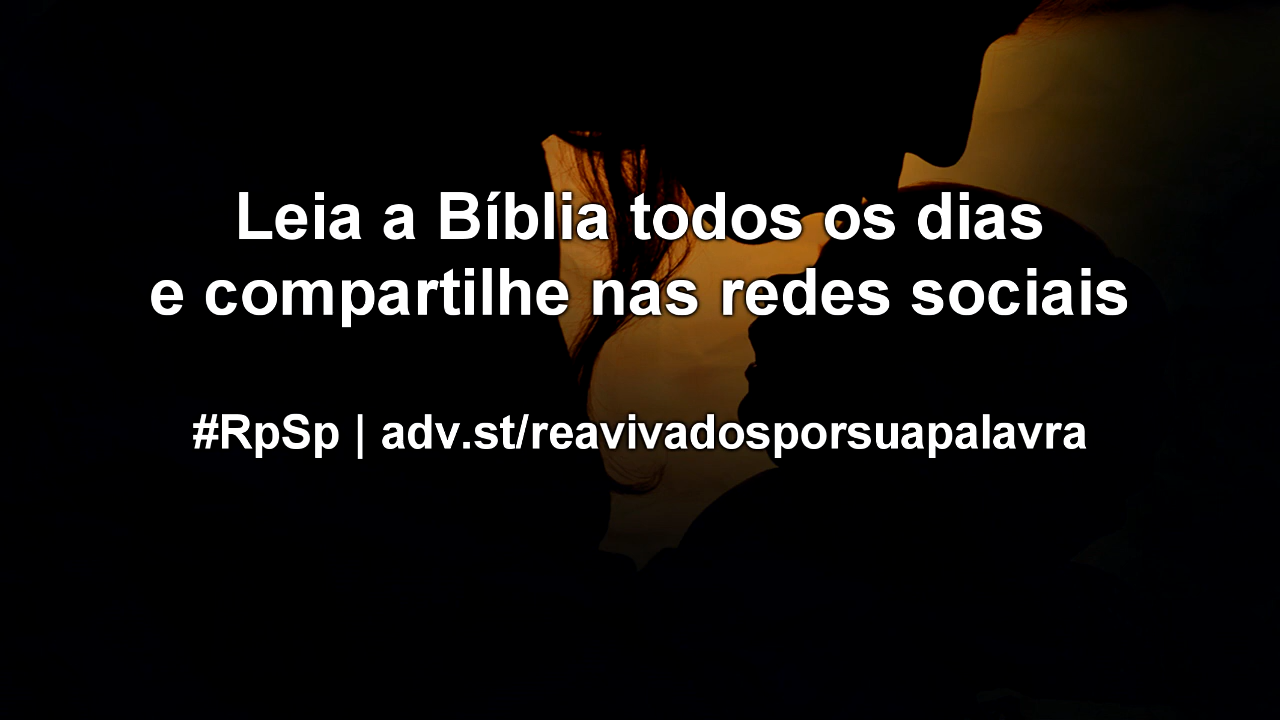 Leia a Bíblia todos os dias
e compartilhe nas redes sociais
#RpSp | adv.st/reavivadosporsuapalavra